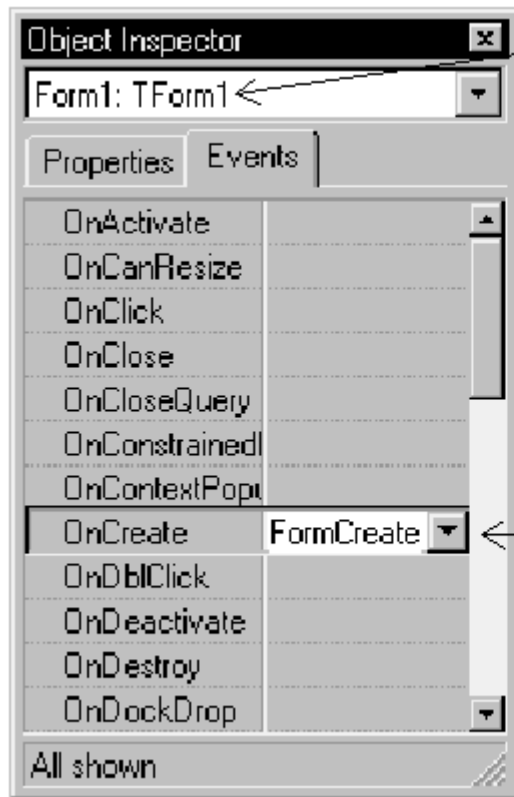 Object Inspector
Form1: TForm1
Properties Events
OnActivate
OnCanResize
OnClick
OnClose
OnCloseQuery
OnConstrainedI
OnContextPopu
OnCreate FormCreate
OnDblClick
OnDeactivate
OnDestroy
OnDockDrop
All shown